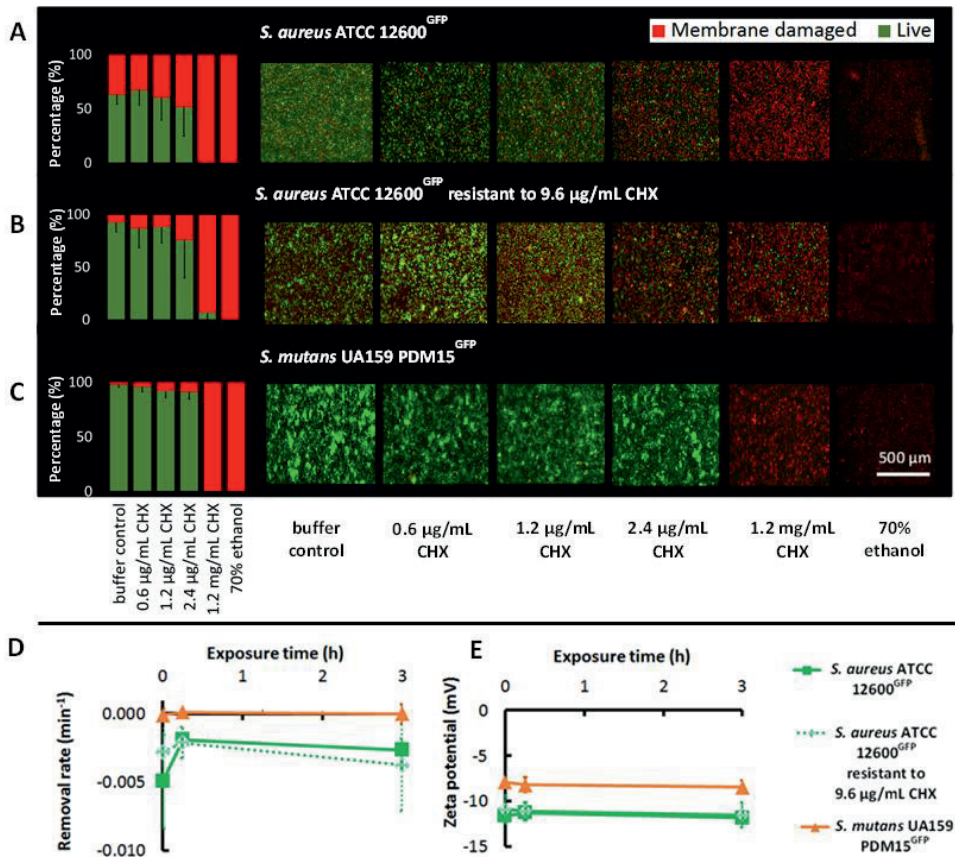 A
S. aureus ATCC 12600GFP
Membrane damaged
Live
Percentage (%)
100
50
0
S. aureus ATCC 12600GFP resistant to 9.6 µg/mL CHX
B
Percentage (%)
100
50
0
S. mutans UA159 PDM15GFP
C
Percentage (%)
100
50
0
500 µm
buffer control
0.6 µg/mL CHX
1.2 µg/mL CHX
2.4 µg/mL CHX
1.2 mg/mL CHX
70% ethanol
buffer
control
0.6 µg/mL
CHX
1.2 µg/mL
CHX
2.4 µg/mL
CHX
1.2 mg/mL
CHX
70%
ethanol
D
Exposure time (h)
0 1 2 3
Removal rate (min-1)
0.000
-0.005
-0.010
E
Exposure time (h)
0 1 2 3
Zeta potential (mV)
0
-5
-10
-15
S. aureus ATCC
12600GFP
S. aureus ATCC
12600GFP
resistant to
9.6 µg/mL CHX
S. mutans UA159
PDM15GFP